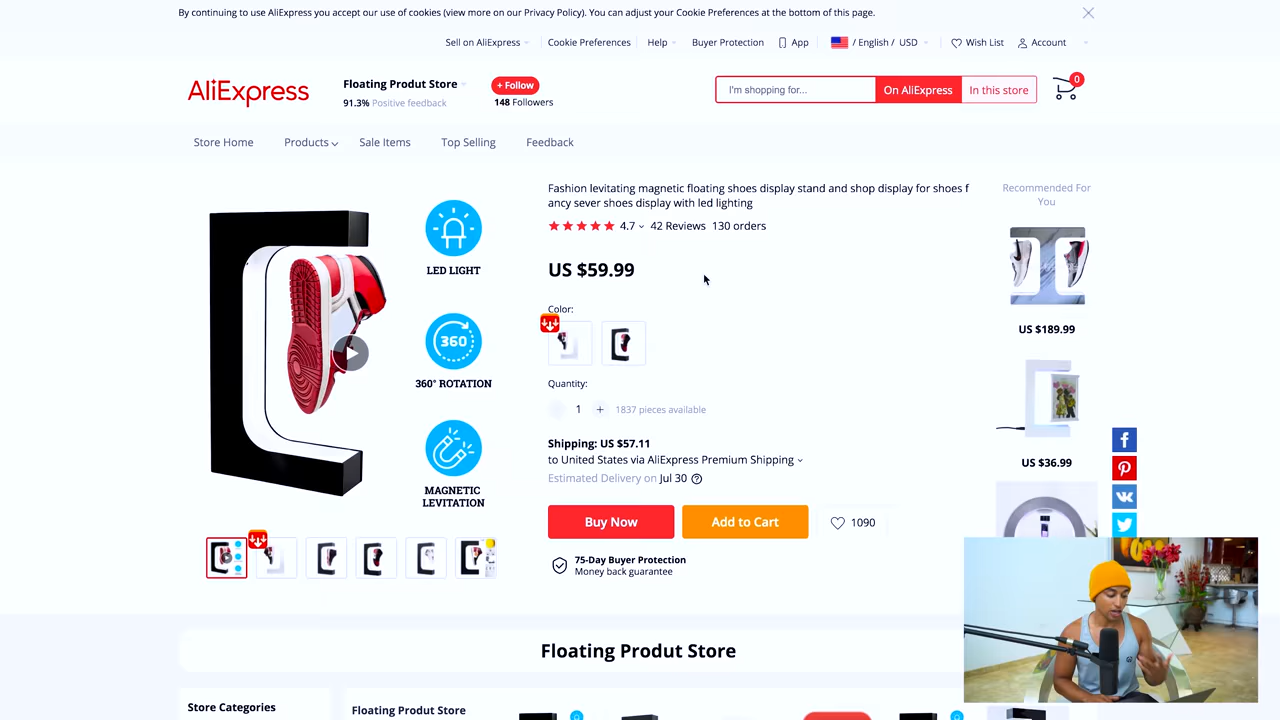 By continuing to use AliExpress you accept our use of cookies (view more on our Privacy Policy). You can adjust your Cookie Preferences at the bottom of this page.
Sell on AliExpress Cookie Preferences Help Buyer Protection App / English / USD Wish List Account
AliExpress
Floating Produt Store
91.3% Positive feedback
+ Follow
148 Followers
I'm shopping for...
On AliExpress
In this store
0
Store Home Products Sale Items Top Selling Feedback
LED LIGHT
360
360° ROTATION
MAGNETIC
LEVITATION
Fashion levitating magnetic floating shoes display stand and shop display for shoes f
ancy sever shoes display with led lighting
4.7 42 Reviews 130 orders
US $59.99
Color:
Quantity:
1 + 1837 pieces available
Shipping: US $57.11
to United States via AliExpress Premium Shipping
Estimated Delivery on Jul 30
Buy Now
Add to Cart
1090
75-Day Buyer Protection
Money back guarantee
Recommended For
You
US $189.99
US $36.99
Floating Produt Store
Store Categories
Floating Produt Store